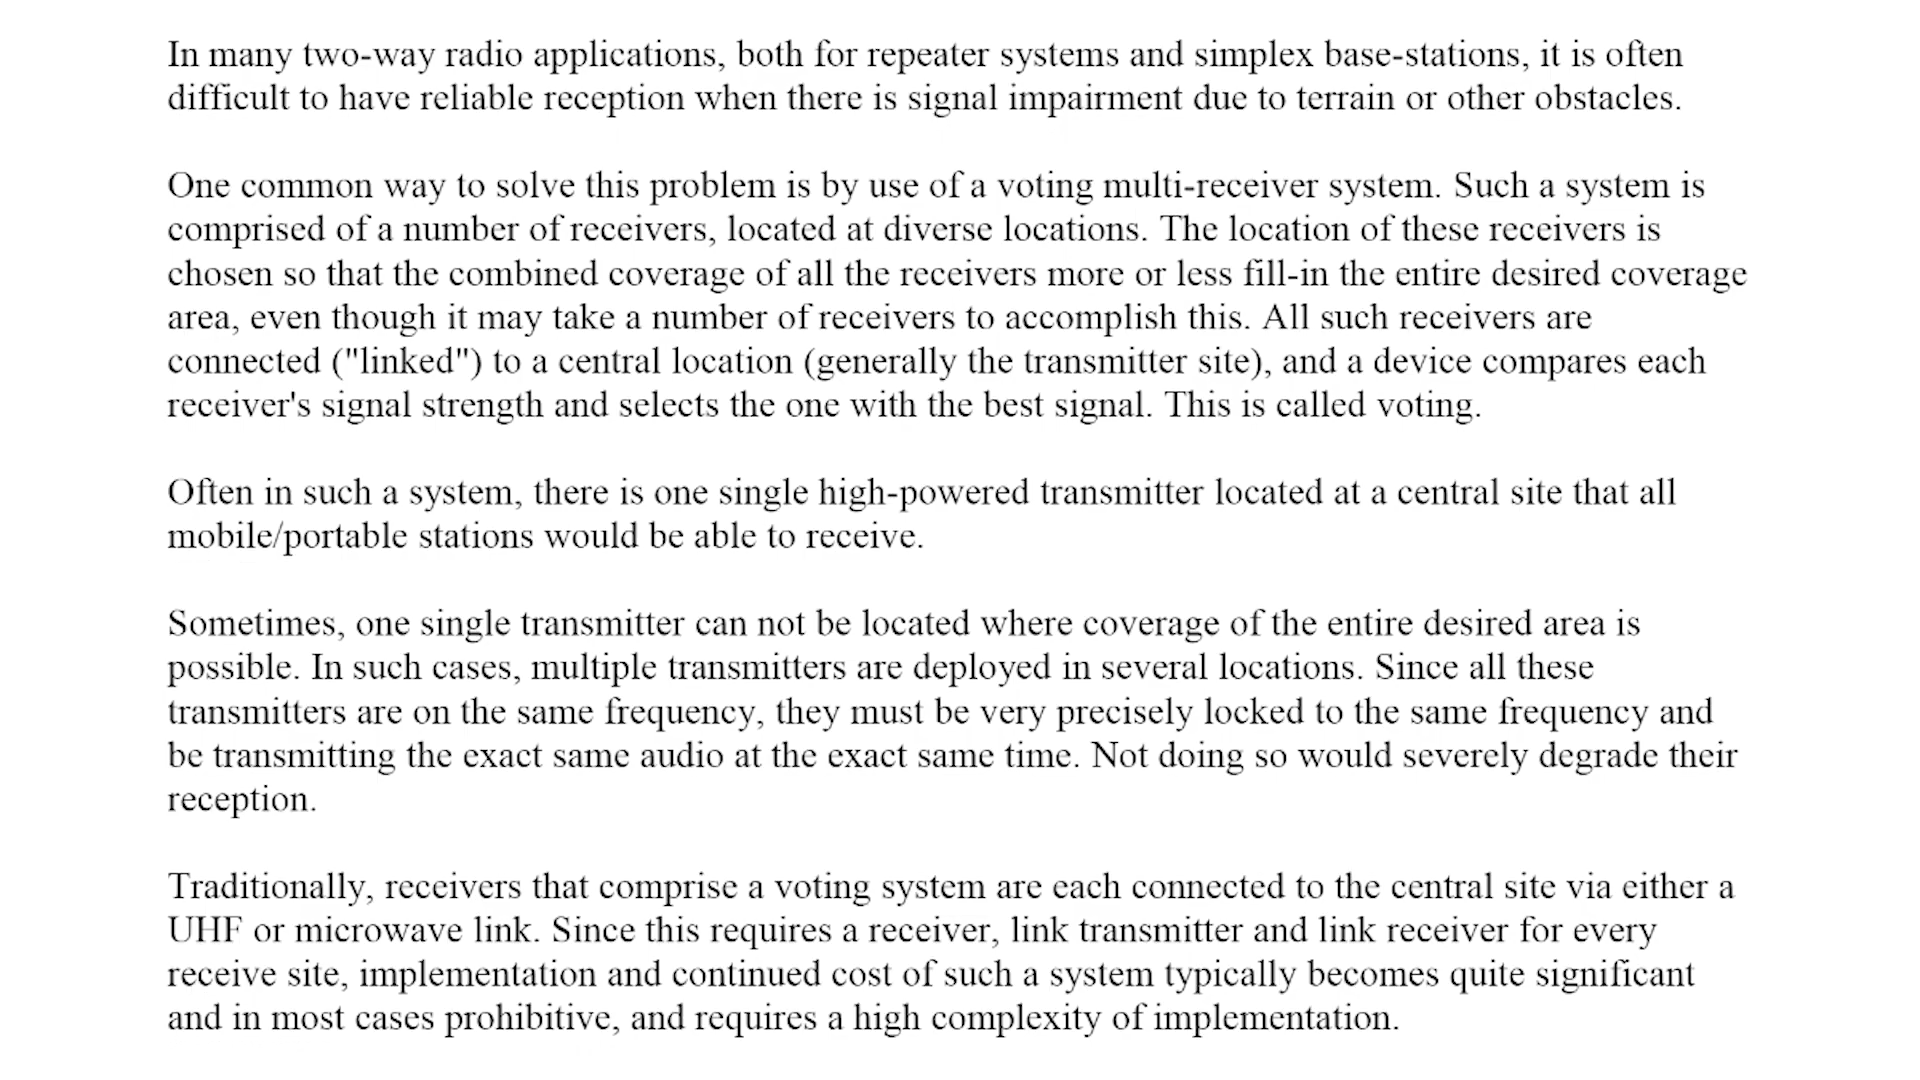 In many two-way radio applications, both for repeater systems and simplex base-stations, it is often
difficult to have reliable reception when there is signal impairment due to terrain or other obstacles.
One common way to solve this problem is by use of a voting multi-receiver system. Such a system is
comprised of a number of receivers, located at diverse locations. The location of these receivers is
chosen so that the combined coverage of all the receivers more or less fill-in the entire desired coverage
area, even though it may take a number of receivers to accomplish this. All such receivers are
connected ("linked") to a central location (generally the transmitter site), and a device compares each
receiver's signal strength and selects the one with the best signal. This is called voting.
Often in such a system, there is one single high-powered transmitter located at a central site that all
mobile/portable stations would be able to receive.
Sometimes, one single transmitter can not be located where coverage of the entire desired area is
possible. In such cases, multiple transmitters are deployed in several locations. Since all these
transmitters are on the same frequency, they must be very precisely locked to the same frequency and
be transmitting the exact same audio at the exact same time. Not doing so would severely degrade their
reception.
Traditionally, receivers that comprise a voting system are each connected to the central site via either a
UHF or microwave link. Since this requires a receiver, link transmitter and link receiver for every
receive site, implementation and continued cost of such a system typically becomes quite significant
and in most cases prohibitive, and requires a high complexity of implementation.